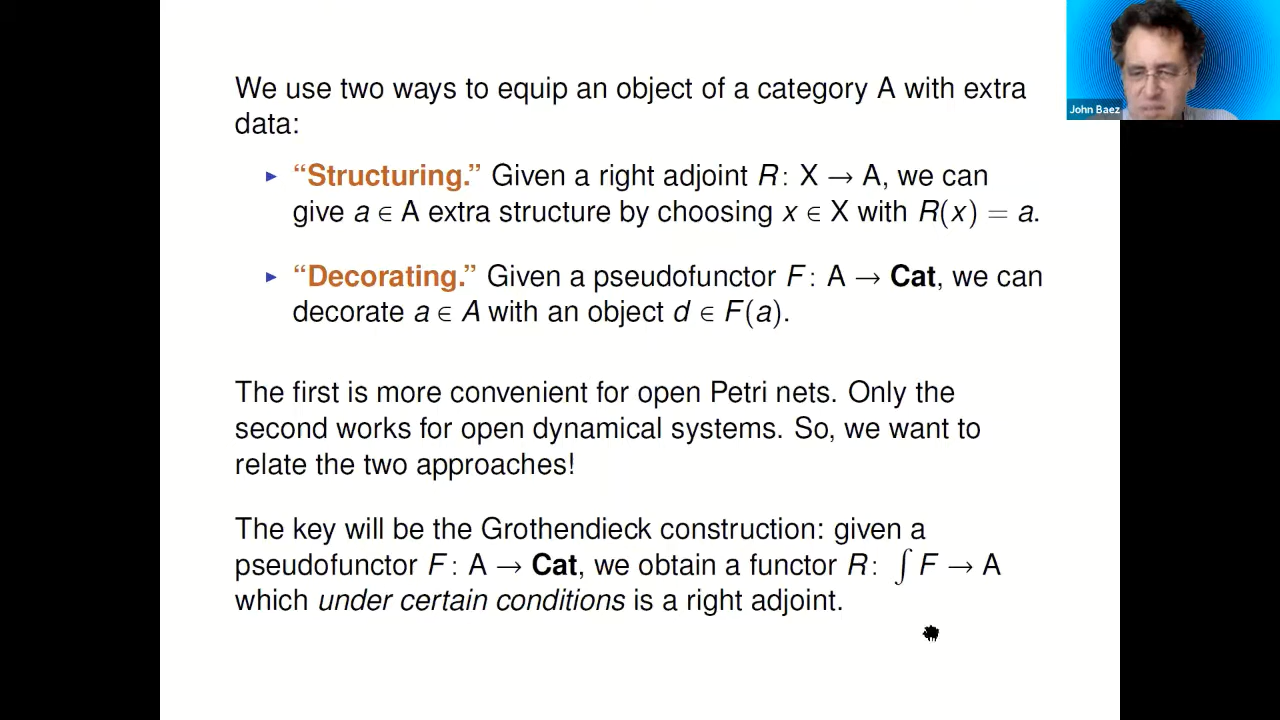 We use two ways to equip an object of a category A with extra
data:
▶ “Structuring.” Given a right adjoint R: X → A, we can
give a ∈ A extra structure by choosing x ∈ X with R(x) = a.
▶ “Decorating.” Given a pseudofunctor F: A → Cat, we can
decorate a ∈ A with an object d ∈ F(a).
The first is more convenient for open Petri nets. Only the
second works for open dynamical systems. So, we want to
relate the two approaches!
The key will be the Grothendieck construction: given a
pseudofunctor F: A → Cat, we obtain a functor R: ∫ F → A
which under certain conditions is a right adjoint.
John Baez